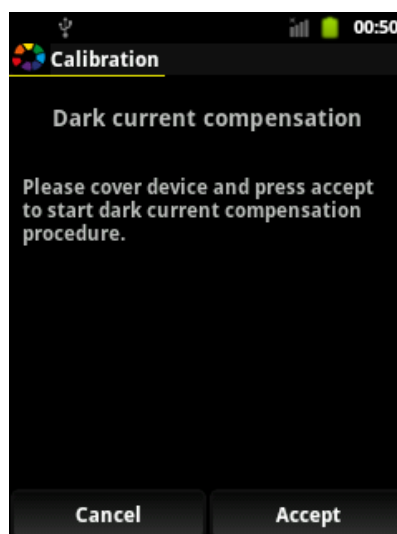 00:50
Calibration
Dark current compensation
Please cover device and press accept
to start dark current compensation
procedure.
Cancel Accept